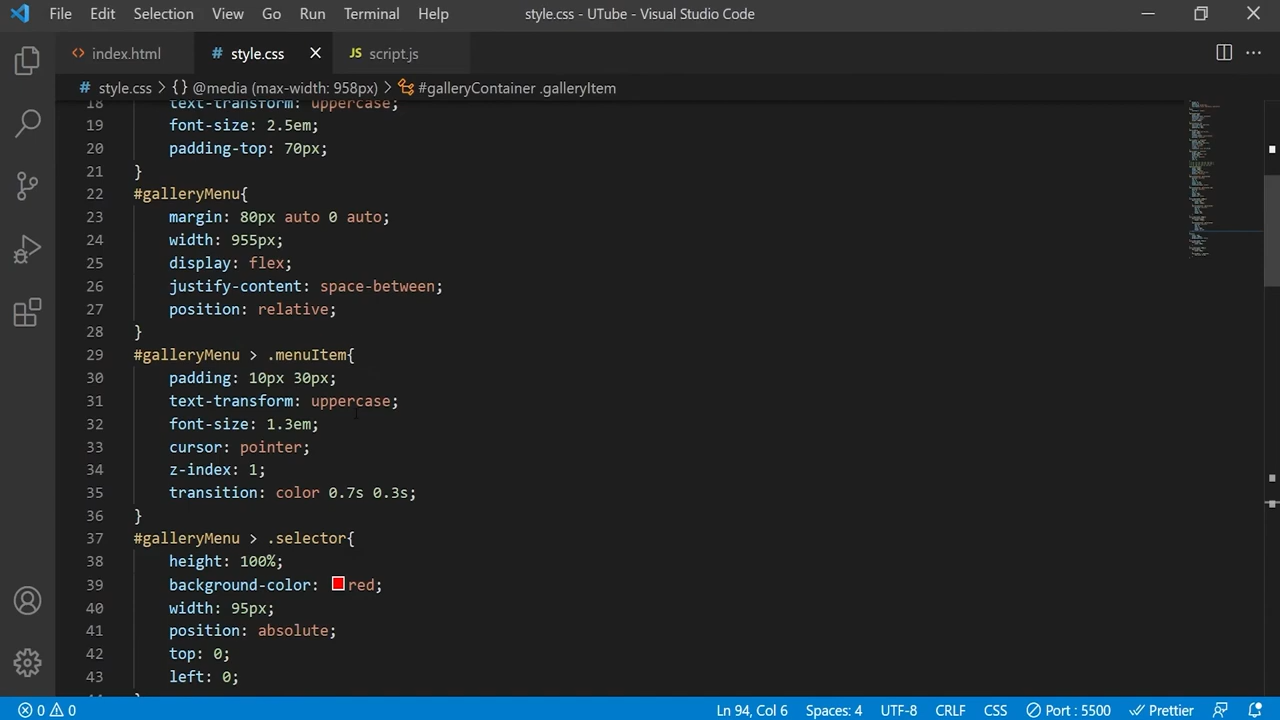 File Edit Selection View Go Run Terminal Help style.css - UTube - Visual Studio Code
index.html style.css script.js
style.css > {} @media (max-width: 958px) > #galleryContainer .galleryItem
18 text-transform: uppercase;
19 font-size: 2.5em;
20 padding-top: 70px;
21 }
22 #galleryMenu{
23 margin: 80px auto 0 auto;
24 width: 955px;
25 display: flex;
26 justify-content: space-between;
27 position: relative;
28 }
29 #galleryMenu > .menuItem{
30 padding: 10px 30px;
31 text-transform: uppercase;
32 font-size: 1.3em;
33 cursor: pointer;
34 z-index: 1;
35 transition: color 0.7s 0.3s;
36 }
37 #galleryMenu > .selector{
38 height: 100%;
39 background-color: red;
40 width: 95px;
41 position: absolute;
42 top: 0;
43 left: 0;
0 0 Ln 94, Col 6 Spaces: 4 UTF-8 CRLF CSS Port : 5500 Prettier